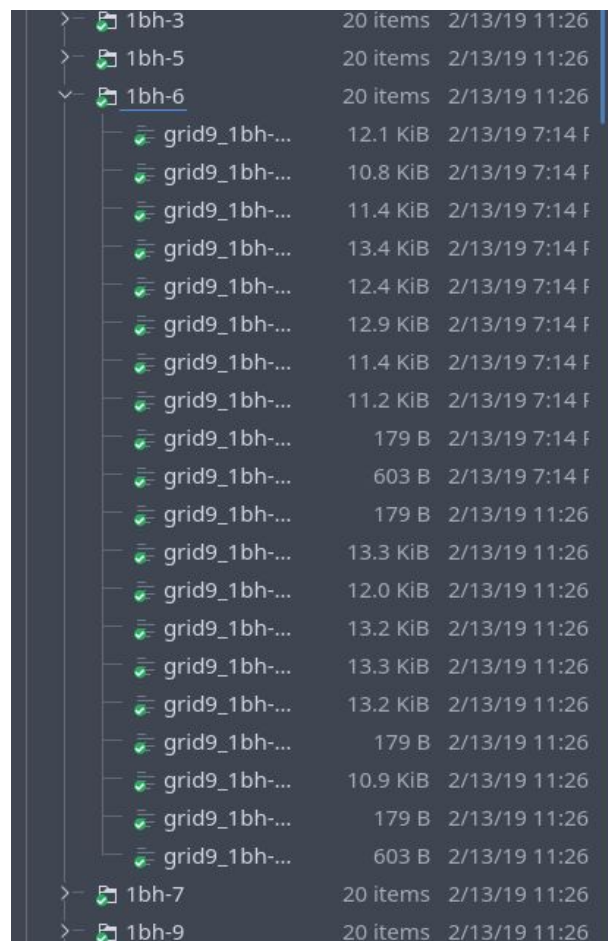 1bh-3 20 items 2/13/19 11:26
1bh-5 20 items 2/13/19 11:26
1bh-6 20 items 2/13/19 11:26
grid9_1bh-... 12.1 KiB 2/13/19 7:14
grid9_1bh-... 10.8 KiB 2/13/19 7:14
grid9_1bh-... 11.4 KiB 2/13/19 7:14
grid9_1bh-... 13.4 KiB 2/13/19 7:14
grid9_1bh-... 12.4 KiB 2/13/19 7:14
grid9_1bh-... 12.9 KiB 2/13/19 7:14
grid9_1bh-... 11.4 KiB 2/13/19 7:14
grid9_1bh-... 11.2 KiB 2/13/19 7:14
grid9_1bh-... 179 B 2/13/19 7:14
grid9_1bh-... 603 B 2/13/19 7:14
grid9_1bh-... 179 B 2/13/19 11:26
grid9_1bh-... 13.3 KiB 2/13/19 11:26
grid9_1bh-... 12.0 KiB 2/13/19 11:26
grid9_1bh-... 13.2 KiB 2/13/19 11:26
grid9_1bh-... 13.3 KiB 2/13/19 11:26
grid9_1bh-... 13.2 KiB 2/13/19 11:26
grid9_1bh-... 179 B 2/13/19 11:26
grid9_1bh-... 10.9 KiB 2/13/19 11:26
grid9_1bh-... 179 B 2/13/19 11:26
grid9_1bh-... 603 B 2/13/19 11:26
1bh-7 20 items 2/13/19 11:26
1bh-9 20 items 2/13/19 11:26